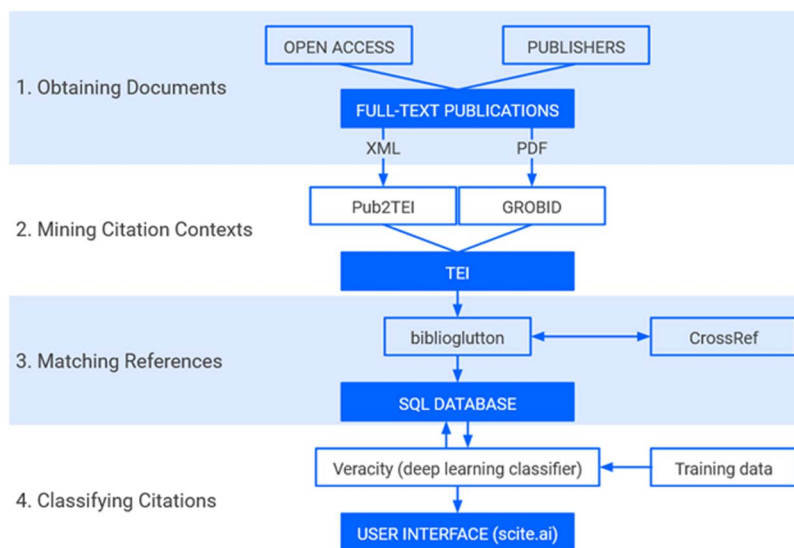 OPEN ACCESS
PUBLISHERS
1. Obtaining Documents
FULL-TEXT PUBLICATIONS
XML
PDF
Pub2TEI
GROBID
2. Mining Citation Contexts
TEI
biblioglutton
CrossRef
3. Matching References
SQL DATABASE
Veracity (deep learning classifier)
Training data
4. Classifying Citations
USER INTERFACE (scite.ai)